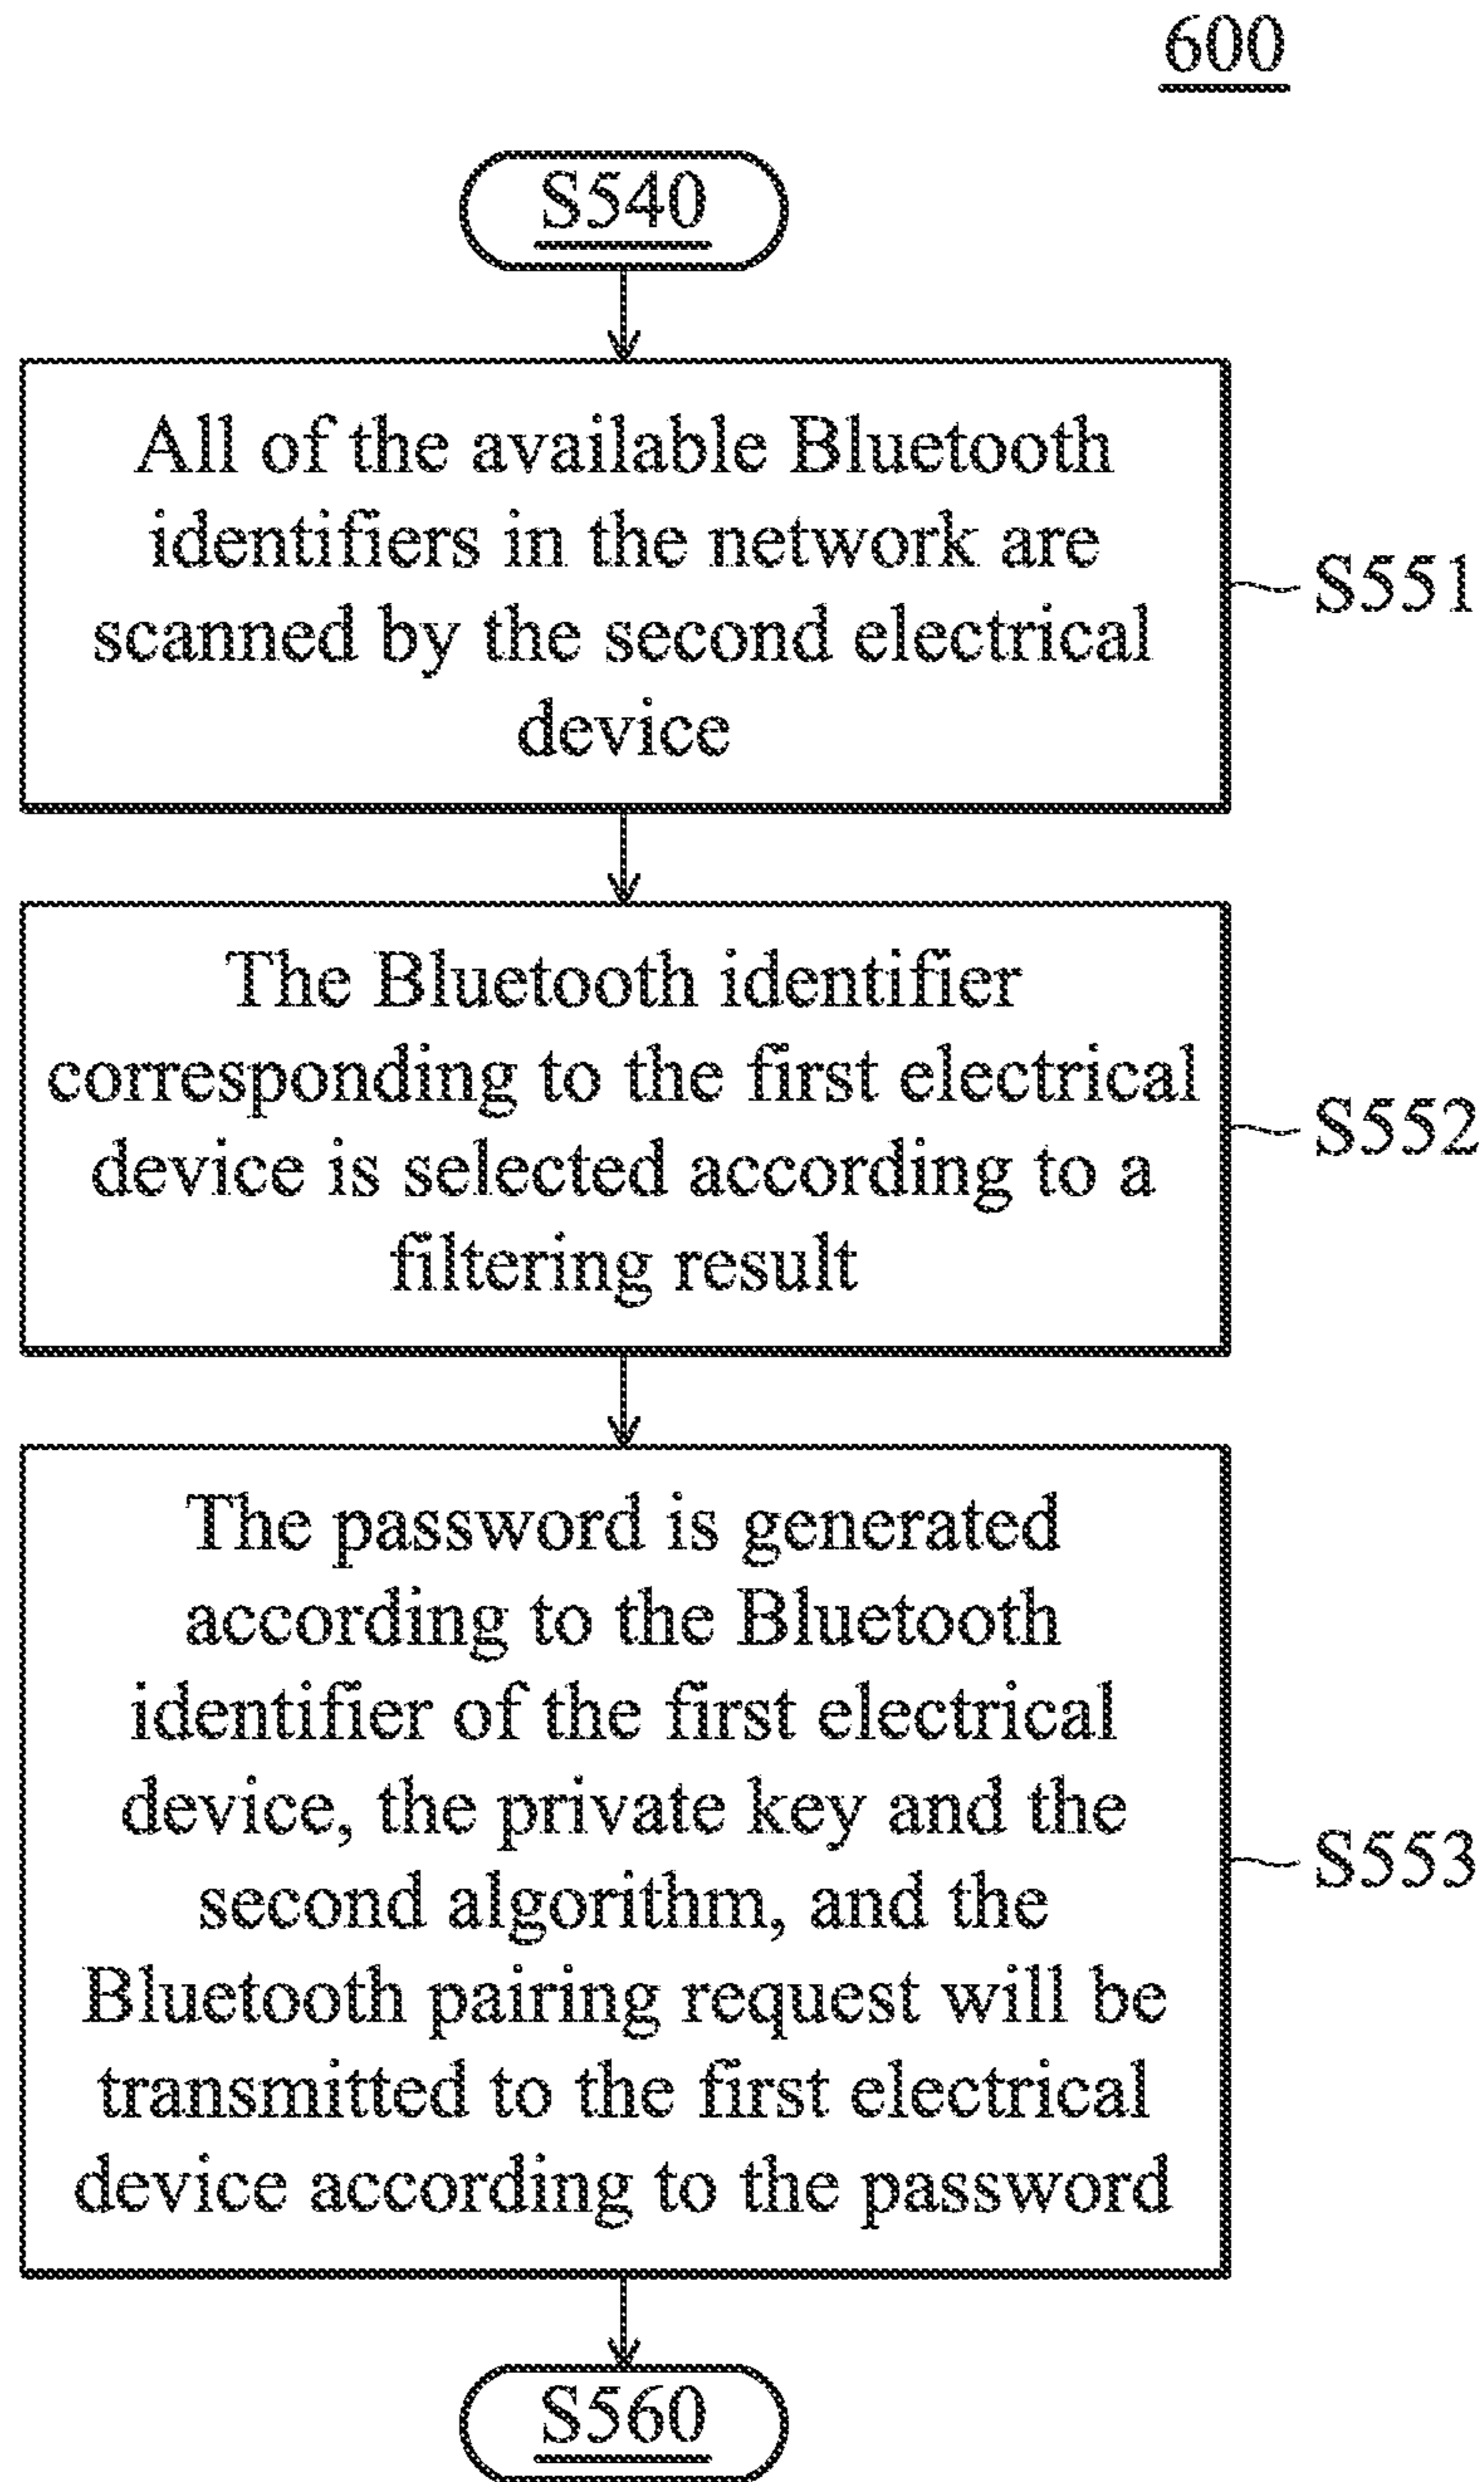 600
S540
All of the available Bluetooth
identifiers in the network are
scanned by the second electrical
device
S551
The Bluetooth identifier
corresponding to the first electrical
device is selected according to a
filtering result
S552
The password is generated
according to the Bluetooth
identifier of the first electrical
device, the private key and the
second algorithm, and the
Bluetooth pairing request will be
transmitted to the first electrical
device according to the password
S553
S560